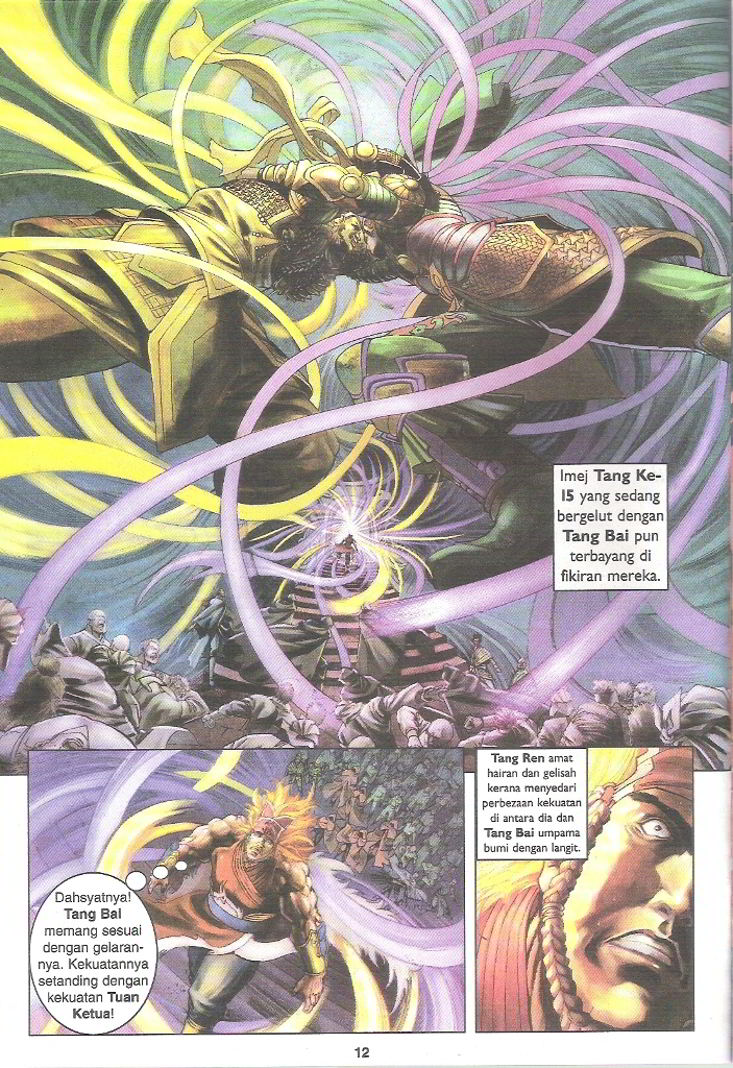 Imej Tang Ke-
15 yang sedang
bergelut dengan
Tang Bai pun
terbayang di
fikiran mereka.
Dahsyatnya!
Tang Bai
memang sesuai
dengan gelaran-
nya. Kekuatannya
setanding dengan
kekuatan Tuan
Ketua!
Tang Ren amat
hairan dan gelisah
kerana menyedari
perbezaan kekuatan
di antara dia dan
Tang Bai umpama
bumi dengan langit.
12